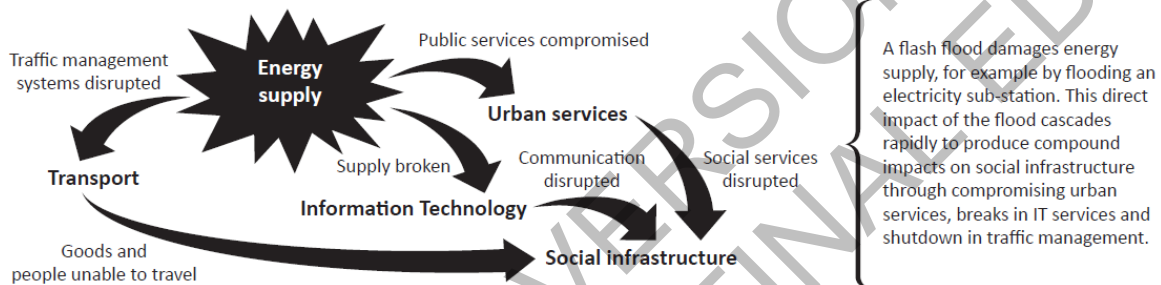 Traffic management
systems disrupted
Energy
supply
Public services compromised
Urban services
Transport
Supply broken
Communication
disrupted
Social services
disrupted
Information Technology
Goods and
people unable to travel
Social infrastructure
A flash flood damages energy
supply, for example by flooding an
electricity sub-station. This direct
impact of the flood cascades
rapidly to produce compound
impacts on social infrastructure
through compromising urban
services, breaks in IT services and
shutdown in traffic management.